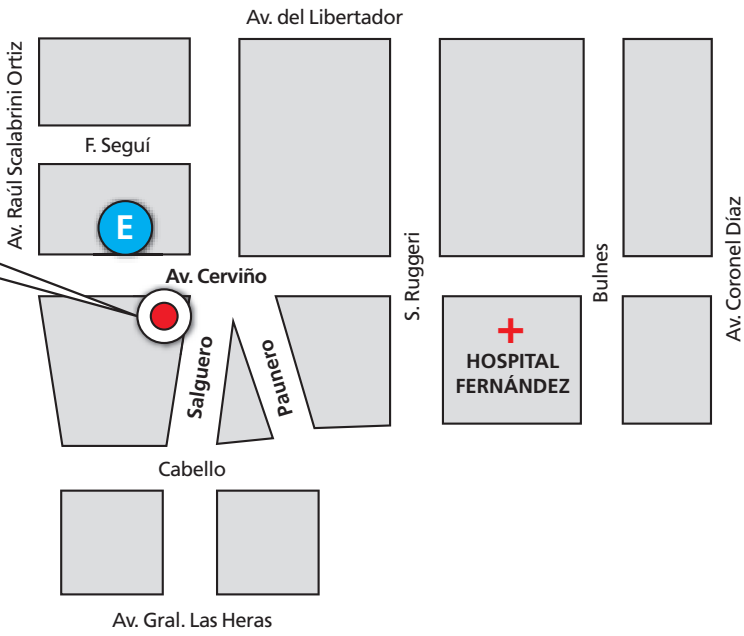 Av. del Libertador
Av. Raúl Scalabrini Ortiz
F. Seguí
E
Av. Cerviño
S. Ruggeri
Bulnes
Av. Coronel Díaz
Salguero
Paunero
HOSPITAL
FERNÁNDEZ
Cabello
Av. Gral. Las Heras